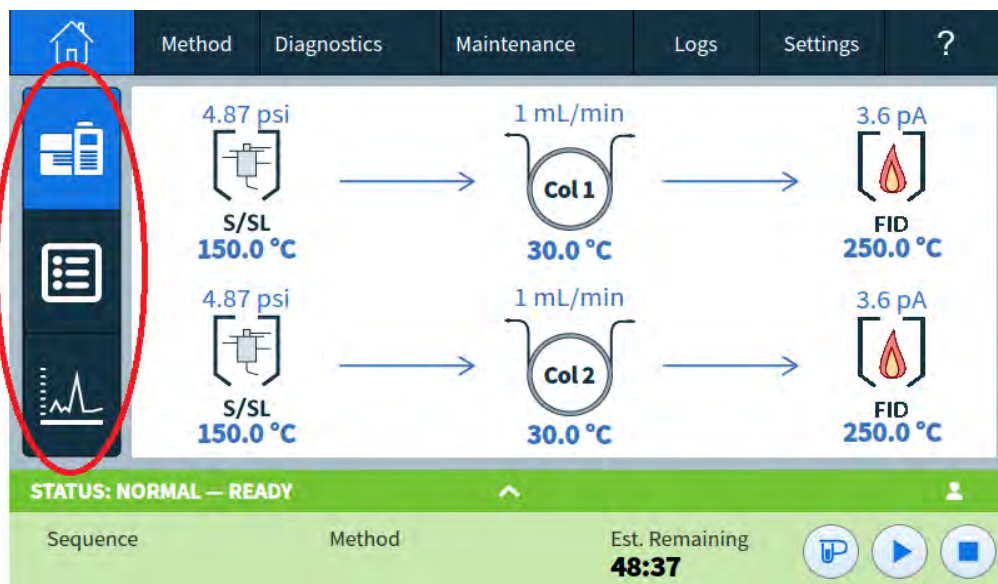 Method Diagnostics Maintenance Logs Settings ?
4.87 psi 1 mL/min 3.6 pA
Col 1
S/SL FID
150.0 °C 30.0 °C 250.0 °C
4.87 psi 1 mL/min 3.6 pA
Col 2
S/SL FID
150.0 °C 30.0 °C 250.0 °C
STATUS: NORMAL — READY
Sequence Method Est. Remaining
48:37